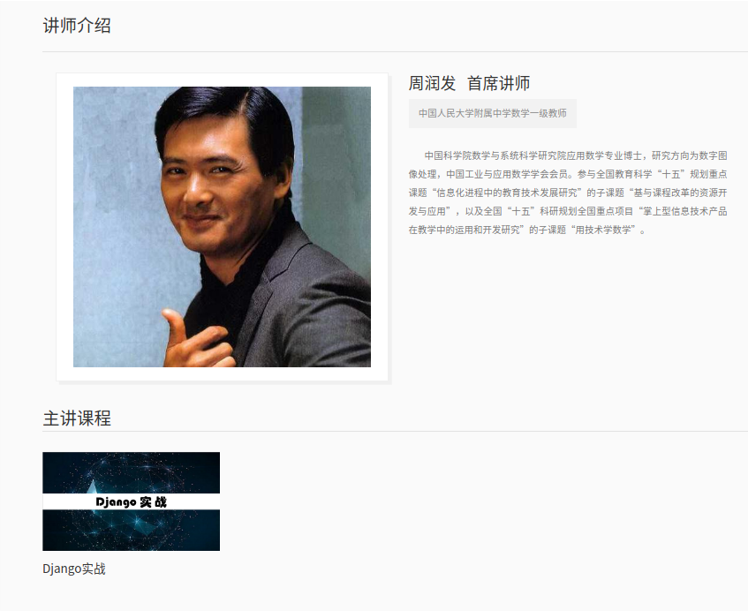 讲师介绍
周润发 首席讲师
中国人民大学附属中学数学一级教师
中国科学院数学与系统科学研究院应用数学专业博士，研究方向为数字图
像处理，中国工业与应用数学学会会员。参与全国教育科学“十五”规划重点
课题“信息化进程中的教育技术发展研究”的子课题“基与课程改革的资源开
发与应用”，以及全国“十五”科研规划全国重点项目“掌上型信息技术产品
在教学中的运用和开发研究”的子课题“用技术学数学”。
主讲课程
Django 实战
Django实战